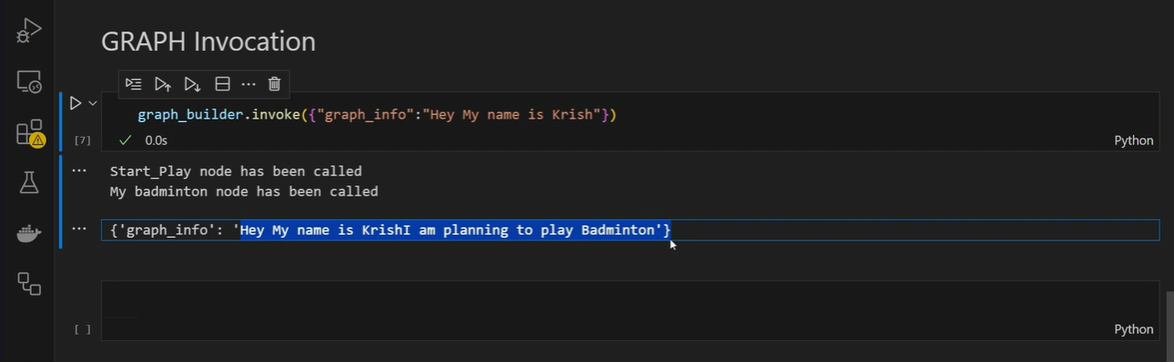 GRAPH Invocation
graph_builder.invoke({"graph_info":"Hey My name is Krish"})
[7]
0.0s
Python
Start_Play node has been called
My badminton node has been called
{'graph_info': 'Hey My name is KrishI am planning to play Badminton'}
[ ]
Python